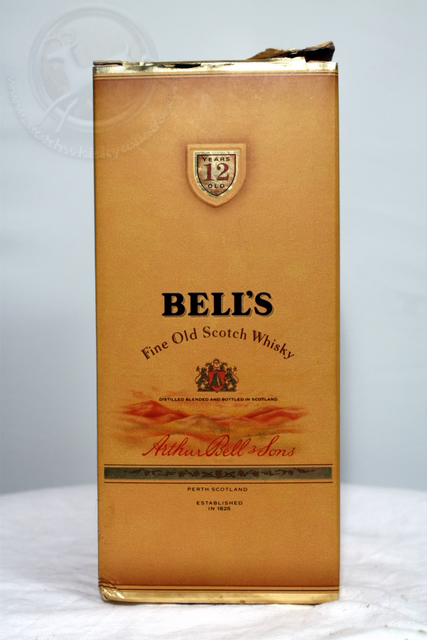 YEARS
12
OLD
BELL'S
Fine Old Scotch Whisky
DISTILLED BLENDED AND BOTTLED IN SCOTLAND
Arthur Bell & Sons
PERTH SCOTLAND
ESTABLISHED
IN 1825